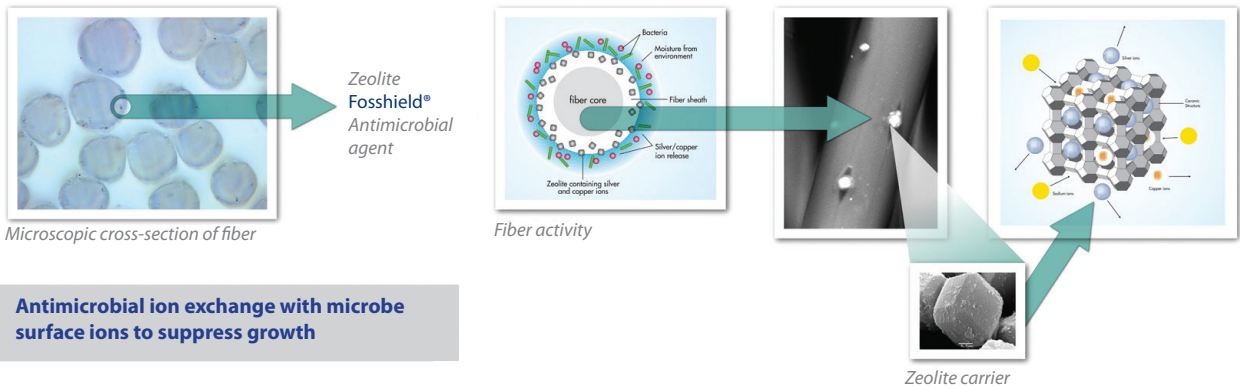 Zeolite
Fosshield®
Antimicrobial
agent
Microscopic cross-section of fiber
Bacteria
Moisture from
environment
fiber core
Fiber sheath
Silver/copper
ion release
Zeolite containing silver
and copper ions
Fiber activity
Silver ions
Ceramic
Structure
Copper ions
Sodium ions
Antimicrobial ion exchange with microbe
surface ions to suppress growth
Zeolite carrier